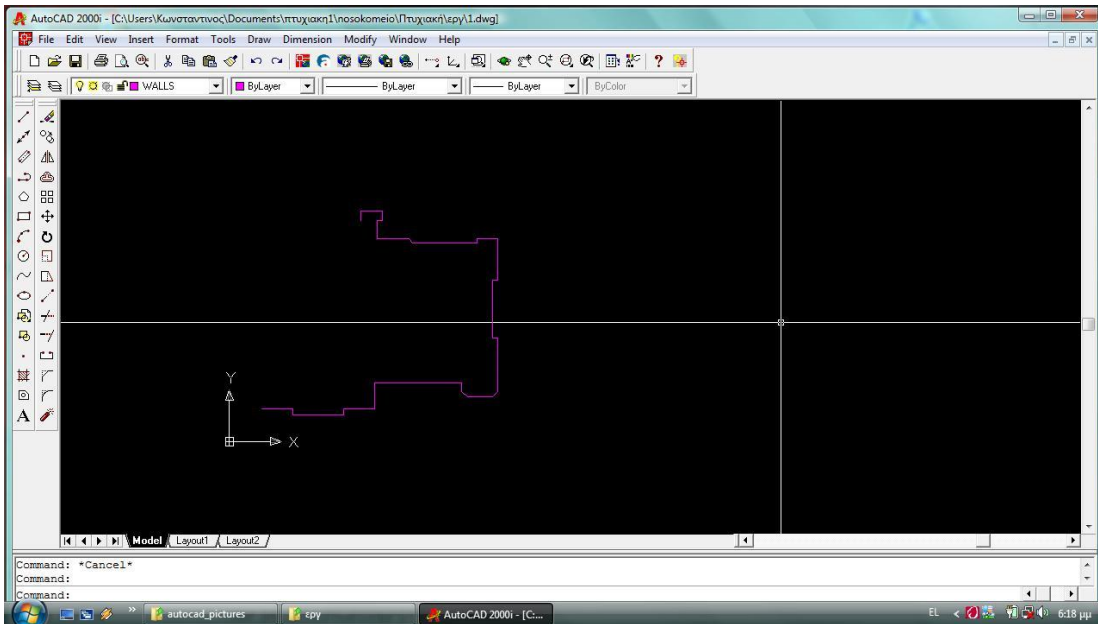 AutoCAD 2000i - [C:\Users\Κωνσταντινος\Documents\πτυχιακη1\nosokomeio\Πτυχιακή\εργ\1.dwg]
File Edit View Insert Format Tools Draw Dimension Modify Window Help
WALLS ByLayer ByLayer ByLayer ByColor
Y
X
A
Model Layout1 Layout2
Command: *Cancel*
Command:
Command:
autocad_pictures εργ AutoCAD 2000i - [C:... EL 6:18 μμ